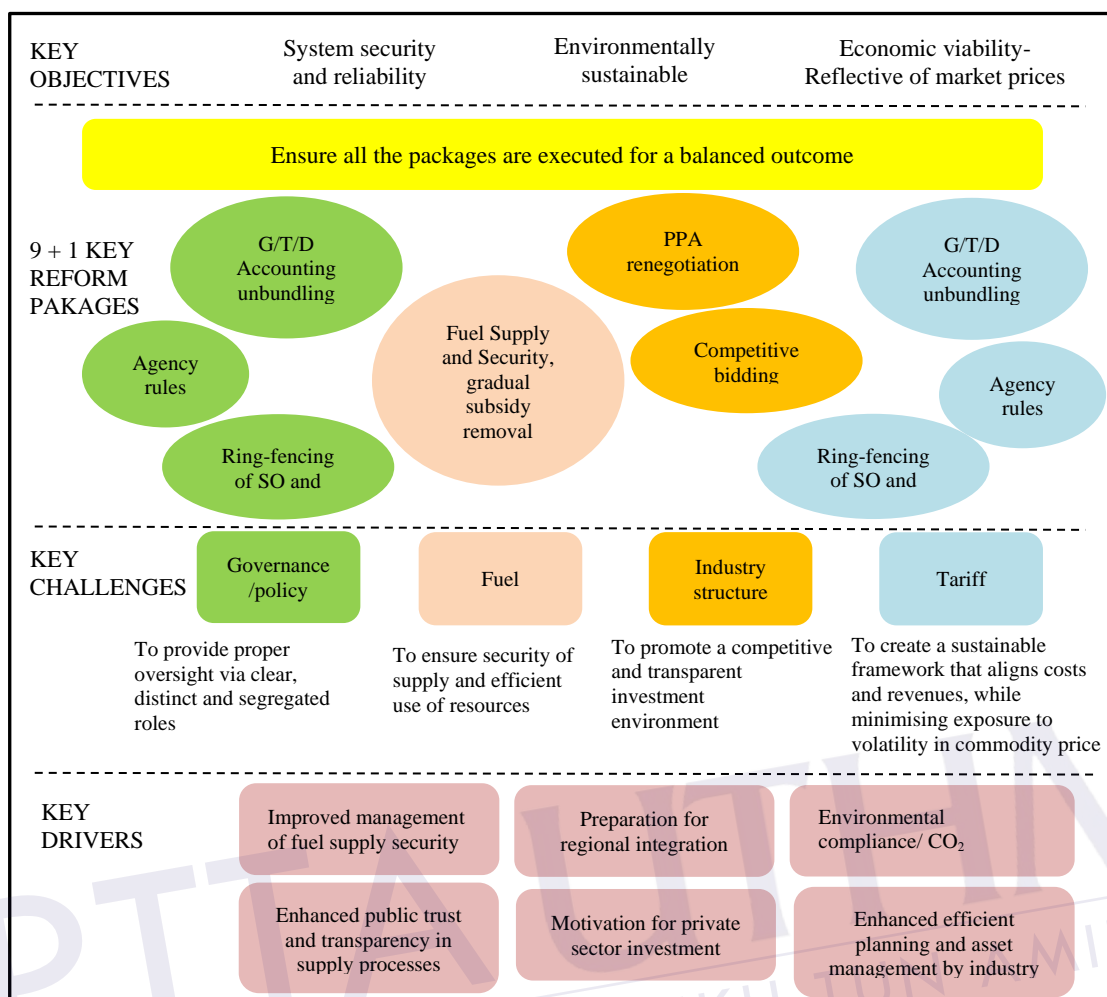 KEY
OBJECTIVES
System security
and reliability
Environmentally
sustainable
Economic viability-
Reflective of market prices
Ensure all the packages are executed for a balanced outcome
9 + 1 KEY
REFORM
PAKAGES
G/T/D
Accounting
unbundling
Agency
rules
Ring-fencing
of SO and
Fuel Supply
and Security,
gradual
subsidy
removal
PPA
renegotiation
Competitive
bidding
G/T/D
Accounting
unbundling
Agency
rules
Ring-fencing
of SO and
KEY
CHALLENGES
Governance
/policy
Fuel
Industry
structure
Tariff
To provide proper
oversight via clear,
distinct and segregated
roles
To ensure security of
supply and efficient
use of resources
To promote a competitive
and transparent
investment
environment
To create a sustainable
framework that aligns costs
and revenues, while
minimising exposure to
volatility in commodity price
KEY
DRIVERS
Improved management
of fuel supply security
Preparation for
regional integration
Environmental
compliance/ CO₂
Enhanced public trust
and transparency in
supply processes
Motivation for private
sector investment
Enhanced efficient
planning and asset
management by industry
PTTA UTHM